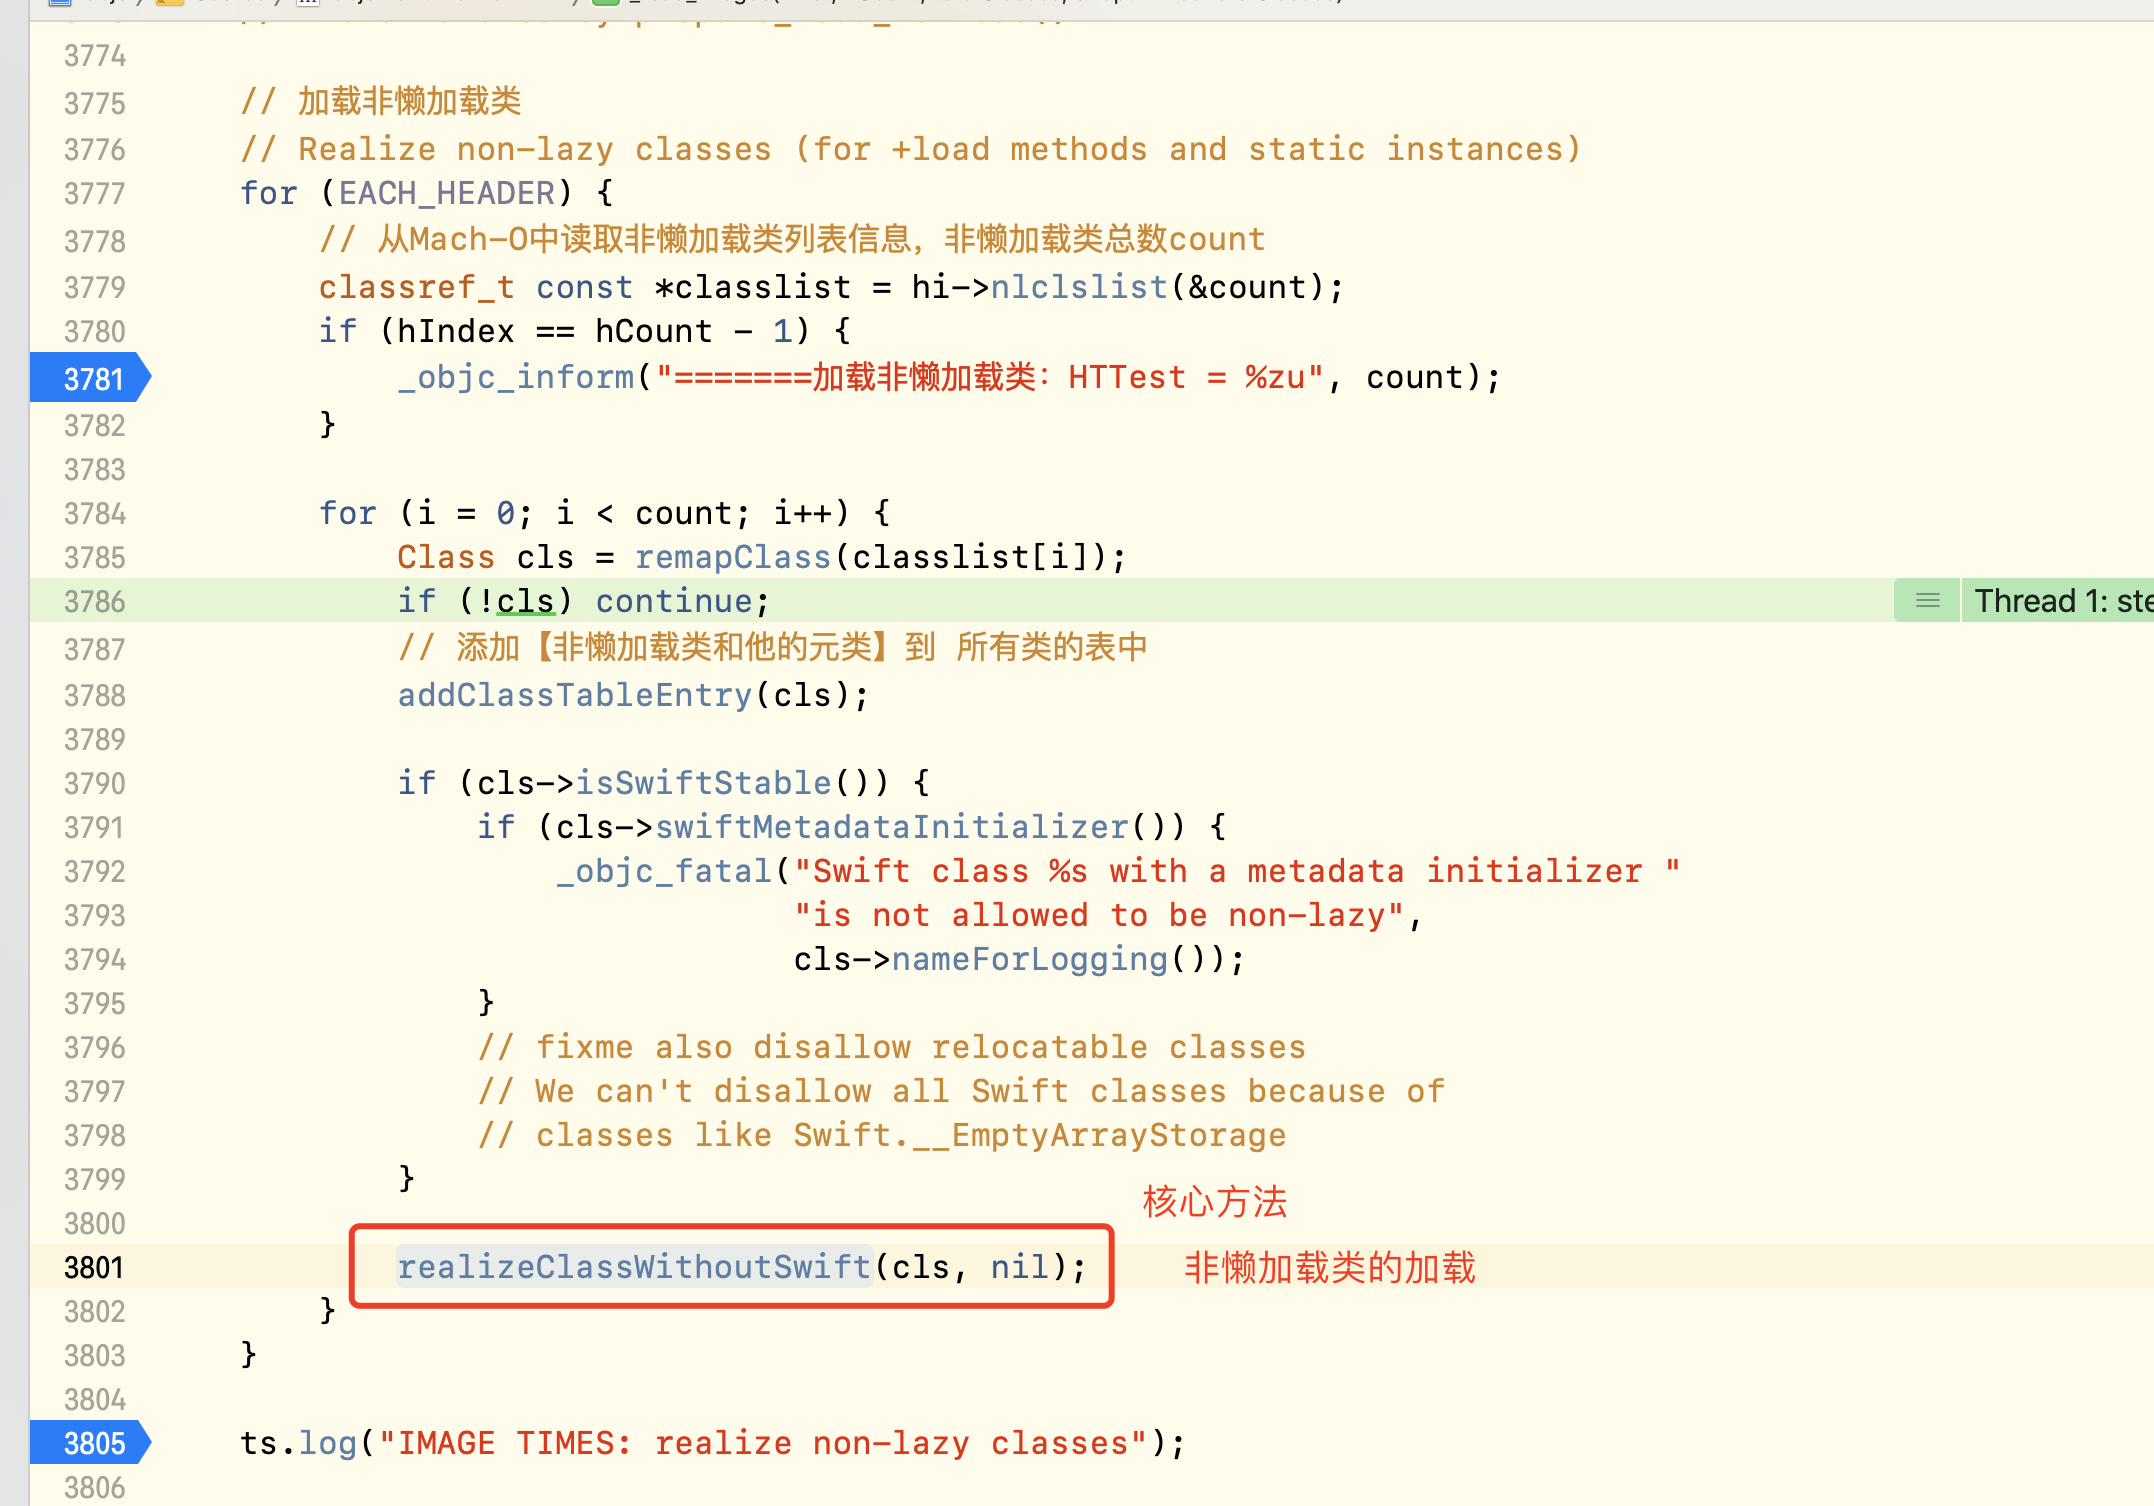 3774
3775 // 加载非懒加载类
3776 // Realize non-lazy classes (for +load methods and static instances)
3777 for (EACH_HEADER) {
3778 // 从Mach-O中读取非懒加载类列表信息，非懒加载类总数count
3779 classref_t const *classlist = hi->nlclslist(&count);
3780 if (hIndex == hCount - 1) {
3781 _objc_inform("=======加载非懒加载类：HTTest = %zu", count);
3782 }
3783
3784 for (i = 0; i < count; i++) {
3785 Class cls = remapClass(classlist[i]);
3786 if (!cls) continue; Thread 1: ste
3787 // 添加【非懒加载类和他的元类】到 所有类的表中
3788 addClassTableEntry(cls);
3789
3790 if (cls->isSwiftStable()) {
3791 if (cls->swiftMetadataInitializer()) {
3792 _objc_fatal("Swift class %s with a metadata initializer "
3793 "is not allowed to be non-lazy",
3794 cls->nameForLogging());
3795 }
3796 // fixme also disallow relocatable classes
3797 // We can't disallow all Swift classes because of
3798 // classes like Swift.__EmptyArrayStorage
3799 }
核心方法
3800
3801 realizeClassWithoutSwift(cls, nil); 非懒加载类的加载
3802 }
3803 }
3804
3805 ts.log("IMAGE TIMES: realize non-lazy classes");
3806